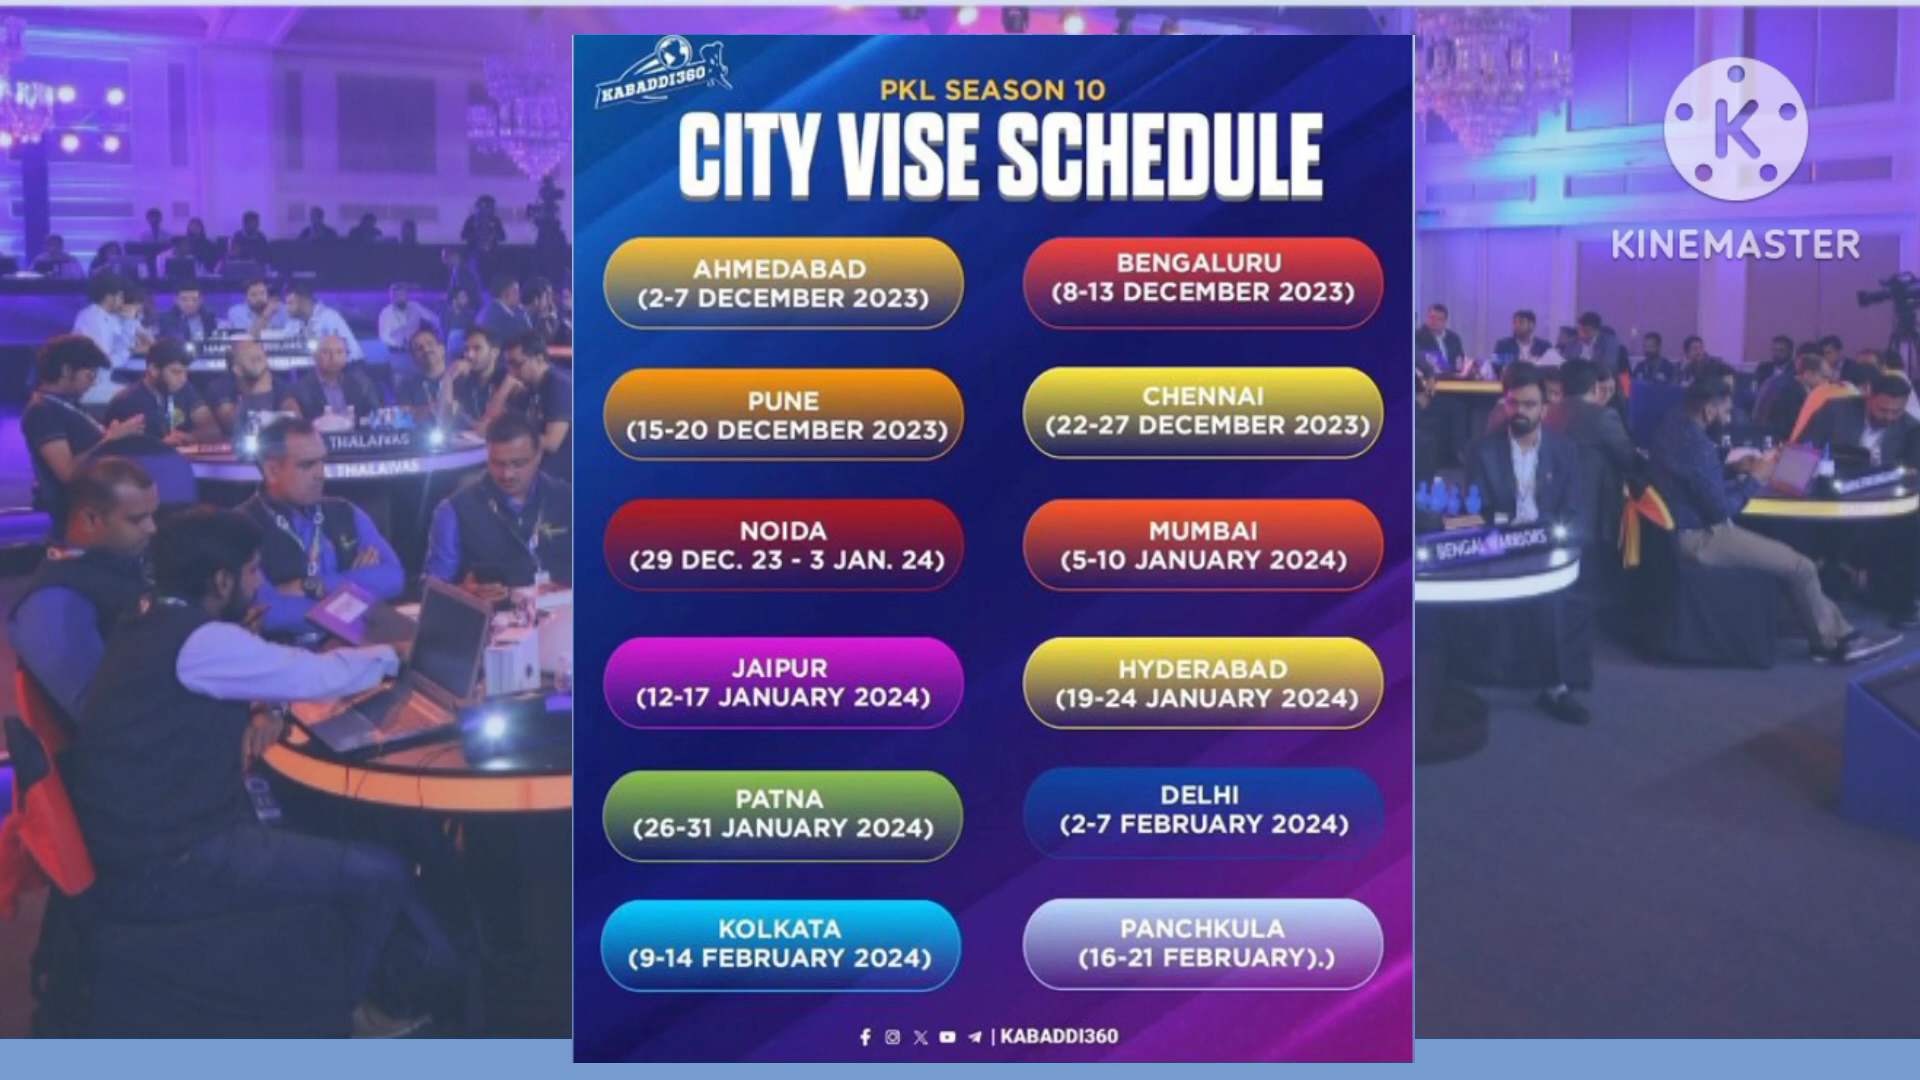 KABADDI360
PKL SEASON 10
CITY VISE SCHEDULE
AHMEDABAD
(2-7 DECEMBER 2023)
BENGALURU
(8-13 DECEMBER 2023)
PUNE
(15-20 DECEMBER 2023)
CHENNAI
(22-27 DECEMBER 2023)
NOIDA
(29 DEC. 23 - 3 JAN. 24)
MUMBAI
(5-10 JANUARY 2024)
JAIPUR
(12-17 JANUARY 2024)
HYDERABAD
(19-24 JANUARY 2024)
PATNA
(26-31 JANUARY 2024)
DELHI
(2-7 FEBRUARY 2024)
KOLKATA
(9-14 FEBRUARY 2024)
PANCHKULA
(16-21 FEBRUARY).)
| KABADDI360
K
KINEMASTER
THALAIVAS
THALAIVAS
BENGAL WARRIORS